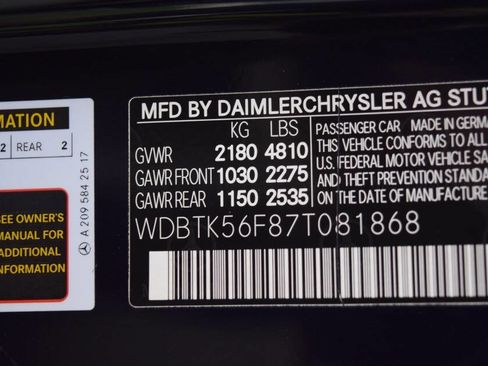 MATION
2 REAR 2
SEE OWNER'S
MANUAL FOR
ADDITIONAL
INFORMATION
A 209 584 25 17
MFD BY DAIMLERCHRYSLER AG STU
KG LBS
GVWR 2180 4810
GAWR FRONT 1030 2275
GAWR REAR 1150 2535
PASSENGER CAR MADE IN GERMA
THIS VEHICLE COMPLIES WITH ALL
U.S. FEDERAL MOTOR VEHICLE SA
AND THEFT PREVENTION STANDA
ON THE DATE OF MANUFACTURE
WDBTK56F87T081868